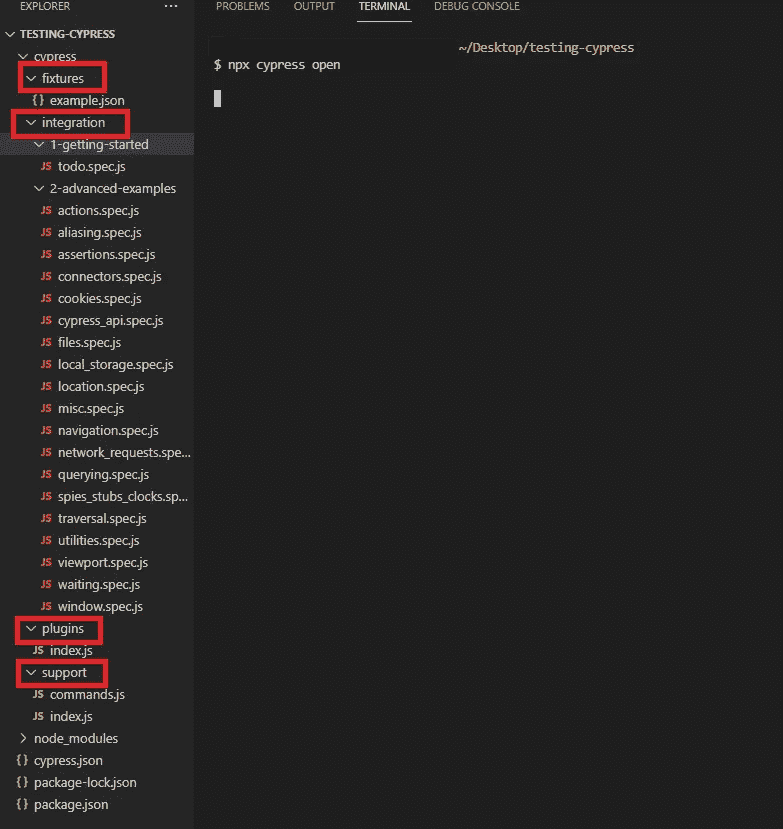 EXPLORER ...
TESTING-CYPRESS
cypress
fixtures
{} example.json
integration
1-getting-started
JS todo.spec.js
2-advanced-examples
JS actions.spec.js
JS aliasing.spec.js
JS assertions.spec.js
JS connectors.spec.js
JS cookies.spec.js
JS cypress_api.spec.js
JS files.spec.js
JS local_storage.spec.js
JS location.spec.js
JS misc.spec.js
JS navigation.spec.js
JS network_requests.spe...
JS querying.spec.js
JS spies_stubs_clocks.sp...
JS traversal.spec.js
JS utilities.spec.js
JS viewport.spec.js
JS waiting.spec.js
JS window.spec.js
plugins
JS index.js
support
JS commands.js
JS index.js
node_modules
{} cypress.json
{} package-lock.json
{} package.json
PROBLEMS OUTPUT TERMINAL DEBUG CONSOLE
~/Desktop/testing-cypress
$ npx cypress open